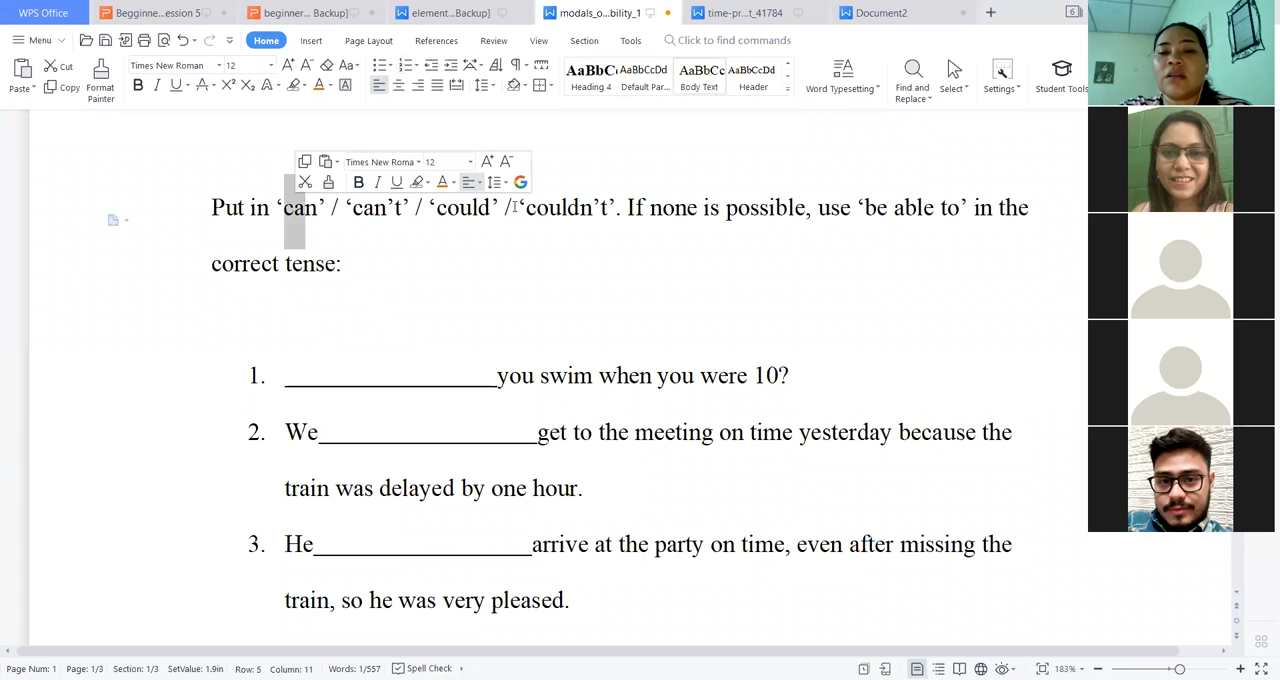 WPS Office Begginne...ession 5 beginner... Backup] element...Backup] modals_o...bility_1 time-pr...t_41784 Document2 6
Menu Home Insert Page Layout References Review View Section Tools Click to find commands
Paste Cut Copy Format Painter Times New Roman 12 AaBbC Heading 4 AaBbCcDd Default Par... AaBbCc Body Text AaBbCcDd Header Word Typesetting Find and Replace Select Settings Student Tools
Times New Roma 12
Put in ‘can’ / ‘can’t’ / ‘could’ / ‘couldn’t’. If none is possible, use ‘be able to’ in the
correct tense:
1. __________________you swim when you were 10?
2. We__________________get to the meeting on time yesterday because the
train was delayed by one hour.
3. He__________________arrive at the party on time, even after missing the
train, so he was very pleased.
Page Num: 1 Page: 1/3 Section: 1/3 SetValue: 1.9in Row: 5 Column: 11 Words: 1/557 Spell Check 183%